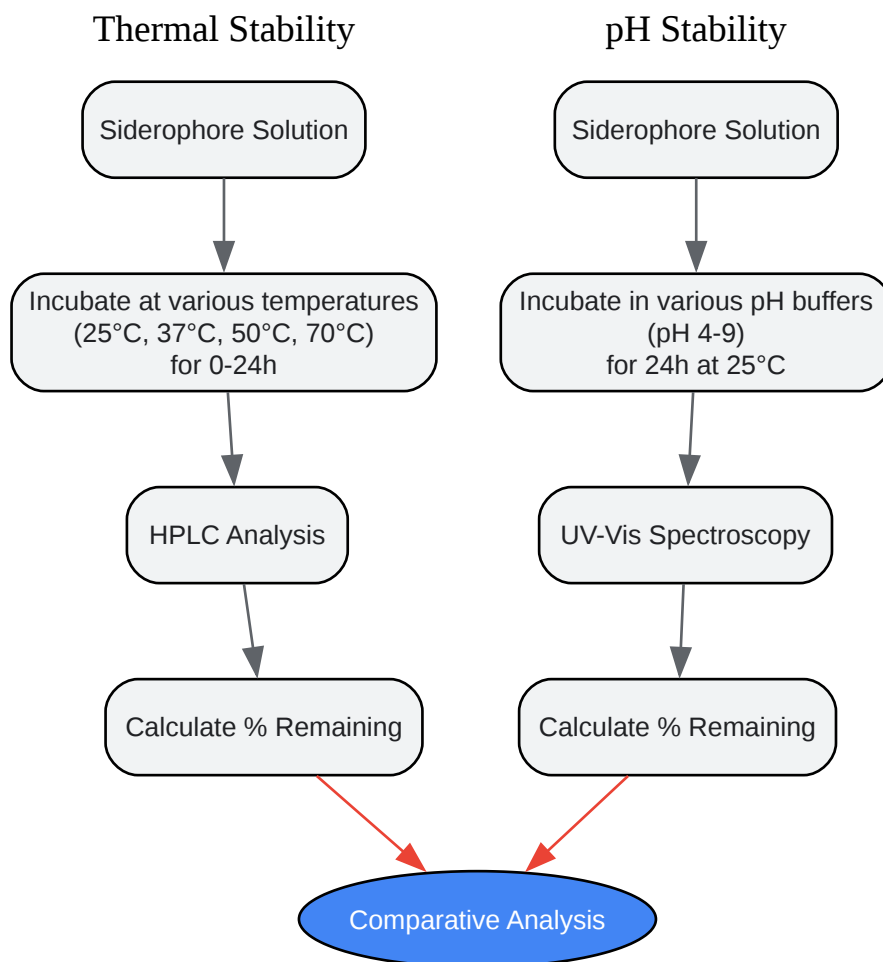 Thermal Stability
Siderophore Solution
Incubate at various temperatures
(25°C, 37°C, 50°C, 70°C)
for 0-24h
HPLC Analysis
Calculate % Remaining
pH Stability
Siderophore Solution
Incubate in various pH buffers
(pH 4-9)
for 24h at 25°C
UV-Vis Spectroscopy
Calculate % Remaining
Comparative Analysis